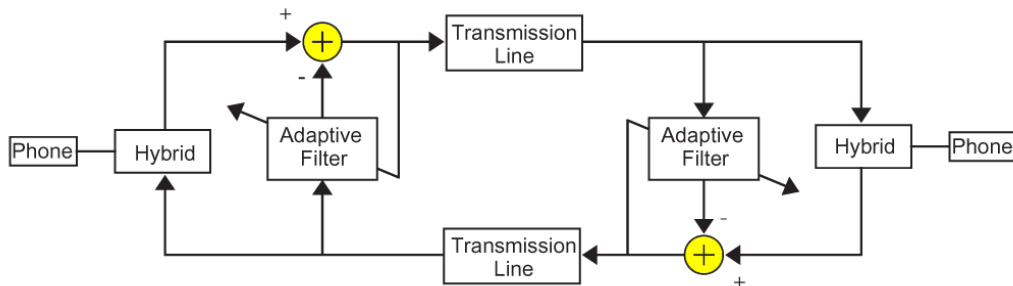 +
+
Transmission
Line
-
Adaptive
Filter
Adaptive
Filter
Phone
Hybrid
Hybrid
Phone
-
Transmission
Line
+
+